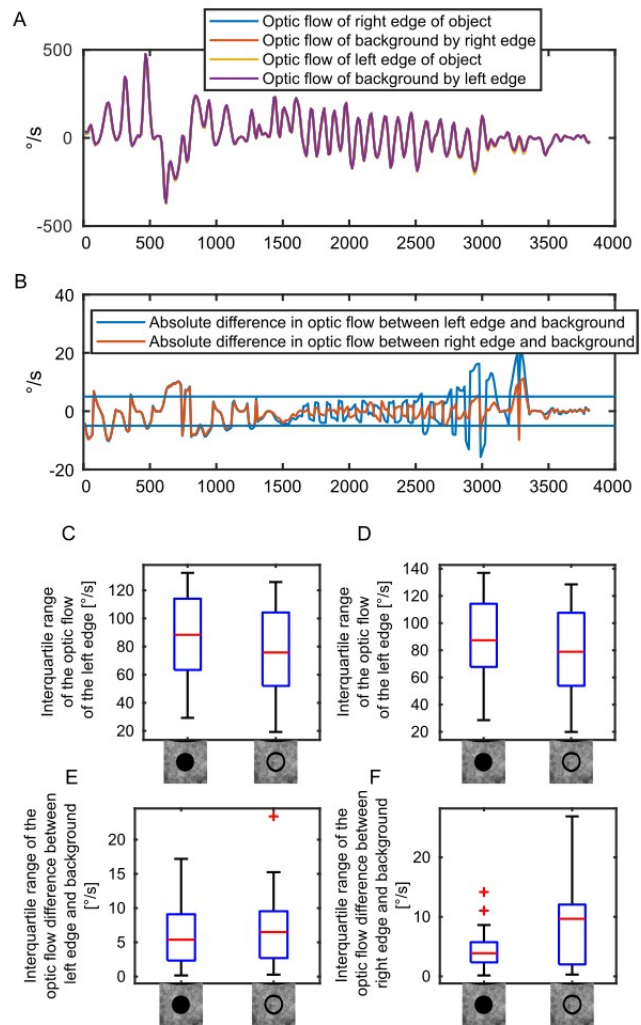 A
Optic flow of right edge of object
Optic flow of background by right edge
Optic flow of left edge of object
Optic flow of background by left edge
500
0
-500
°/s
0 500 1000 1500 2000 2500 3000 3500 4000
B
40
20
0
-20
°/s
Absolute difference in optic flow between left edge and background
Absolute difference in optic flow between right edge and background
0 500 1000 1500 2000 2500 3000 3500 4000
C
Interquartile range
of the optic flow
of the left edge [°/s]
120
100
80
60
40
20
D
Interquartile range
of the optic flow
of the left edge [°/s]
140
120
100
80
60
40
20
E
Interquartile range of the
optic flow difference between
left edge and background
[°/s]
20
15
10
5
0
F
Interquartile range of the
optic flow difference between
right edge and background
[°/s]
20
10
0